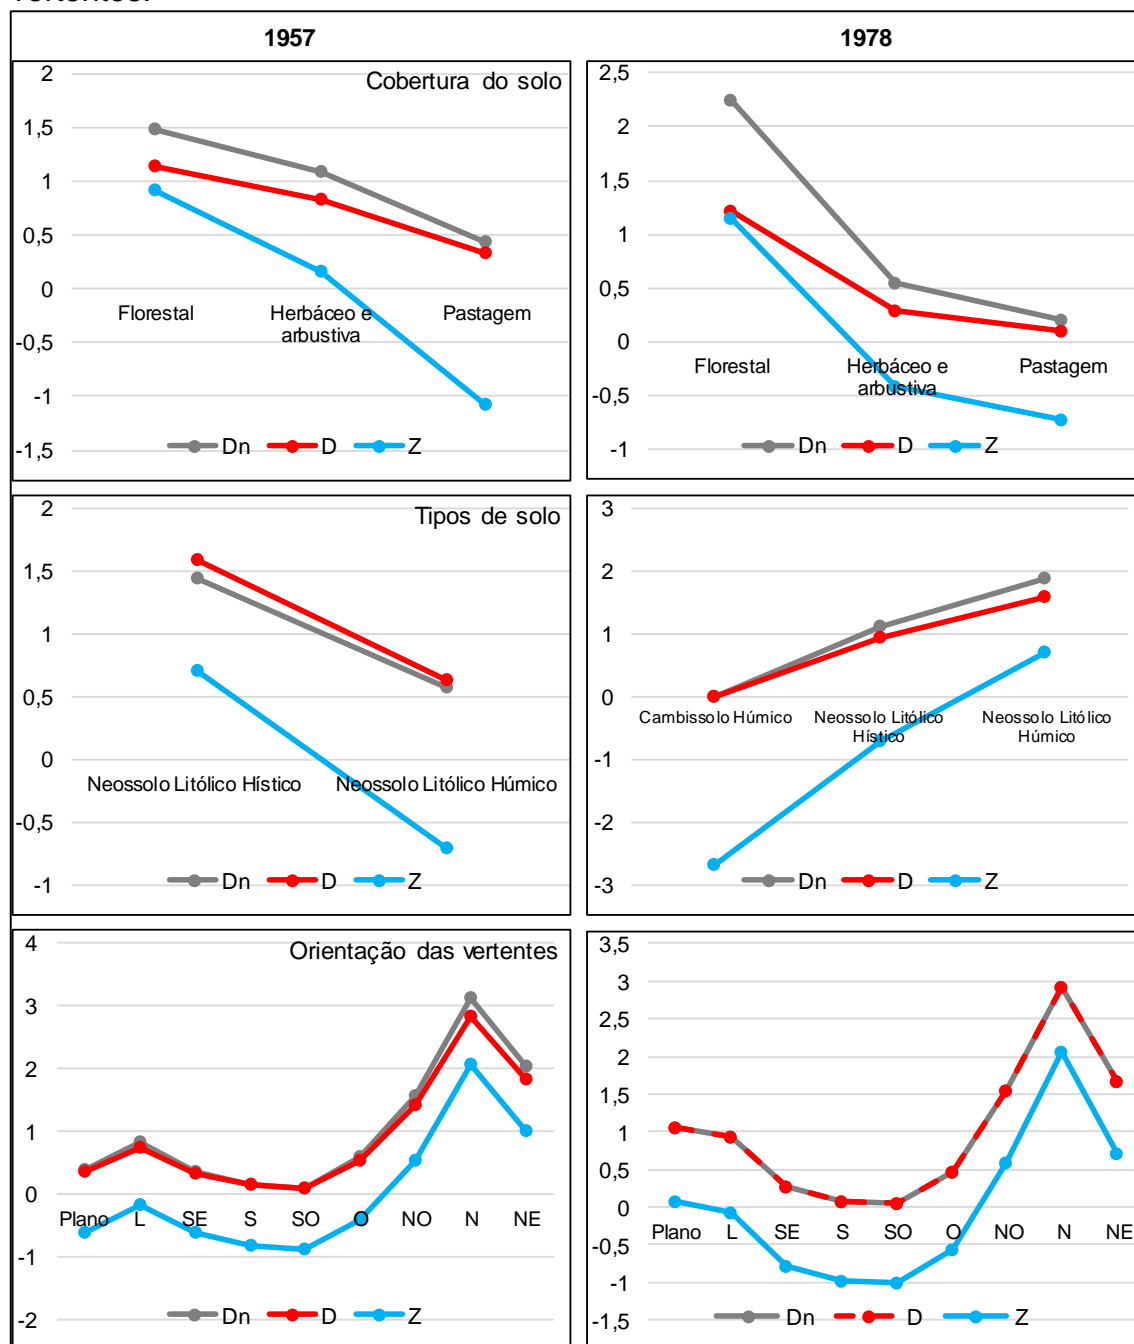 vertentes.
1957
1978
Cobertura do solo
2
1,5
1
0,5
0
-0,5
-1
-1,5
Florestal
Herbáceo e
arbustiva
Pastagem
Dn D Z
2,5
2
1,5
1
0,5
0
-0,5
-1
Florestal
Herbáceo e
arbustiva
Pastagem
Dn D Z
Tipos de solo
2
1,5
1
0,5
0
-0,5
-1
Neossolo Litólico Hístico
Neossolo Litólico Húmico
Dn D Z
3
2
1
0
-1
-2
-3
Cambissolo Húmico
Neossolo Litólico
Hístico
Neossolo Litólico
Húmico
Dn D Z
Orientação das vertentes
4
3
2
1
0
-1
-2
Plano L SE S SO O NO N NE
Dn D Z
3,5
3
2,5
2
1,5
1
0,5
0
-0,5
-1
-1,5
Plano L SE S SO O NO N NE
Dn D Z